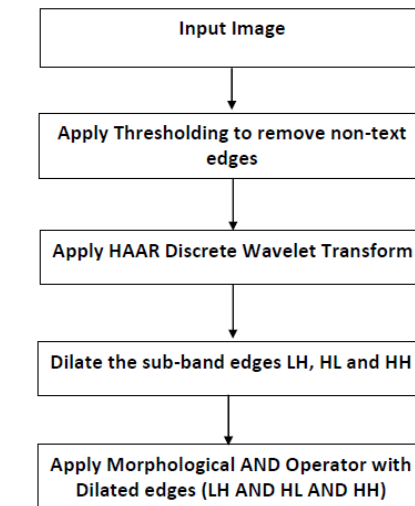 Input Image
Apply Thresholding to remove non-text
edges
Apply HAAR Discrete Wavelet Transform
Dilate the sub-band edges LH, HL and HH
Apply Morphological AND Operator with
Dilated edges (LH AND HL AND HH)